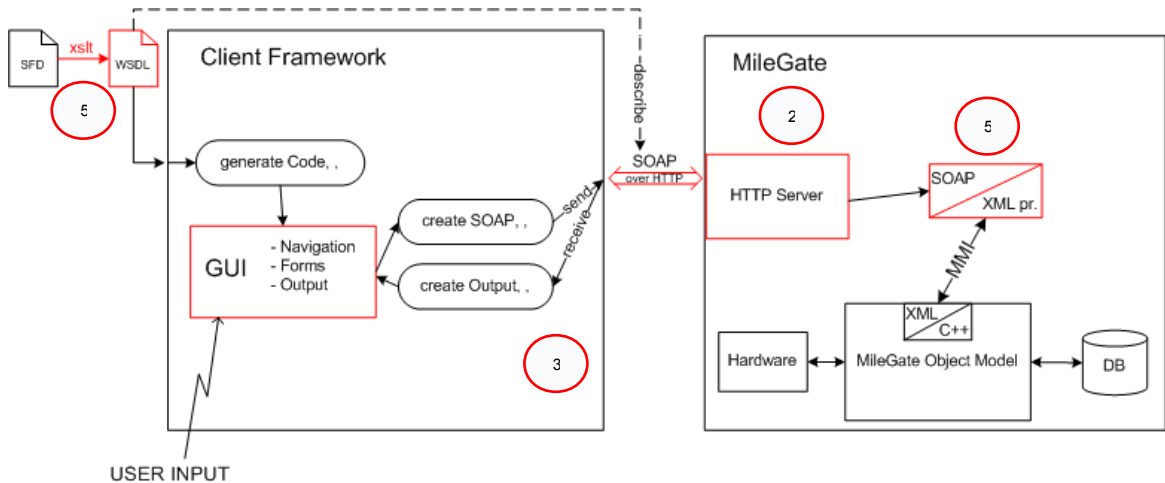 SFD
xslt
WSDL
5
Client Framework
generate Code, ,
GUI
- Navigation
- Forms
- Output
create SOAP, ,
create Output, ,
send
receive
3
USER INPUT
describe
SOAP
over HTTP
MileGate
2
HTTP Server
5
SOAP
XML pr.
MMI
XML
C++
MileGate Object Model
Hardware
DB